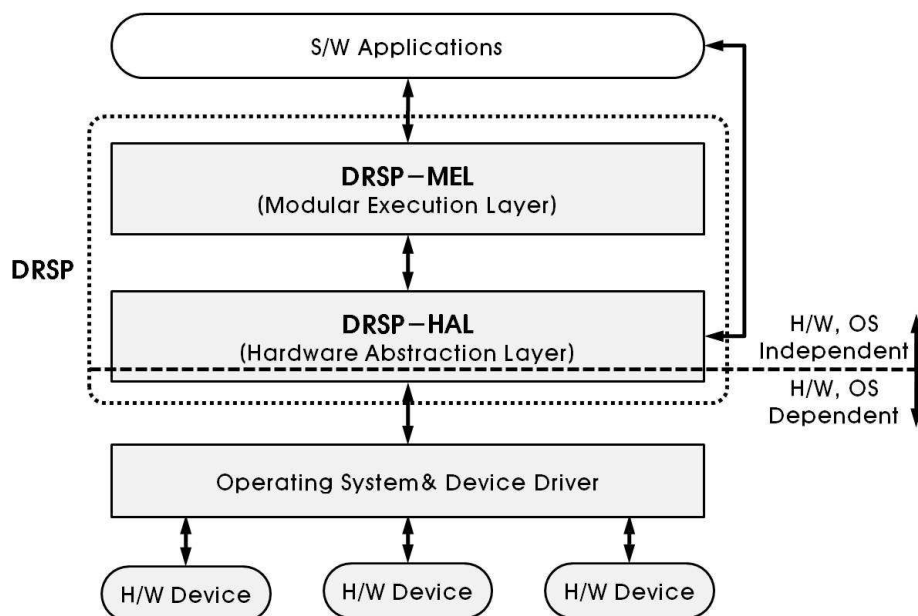 S/W Applications
DRSP-MEL
(Modular Execution Layer)
DRSP
DRSP-HAL
(Hardware Abstraction Layer)
H/W, OS
Independent
H/W, OS
Dependent
Operating System& Device Driver
H/W Device
H/W Device
H/W Device